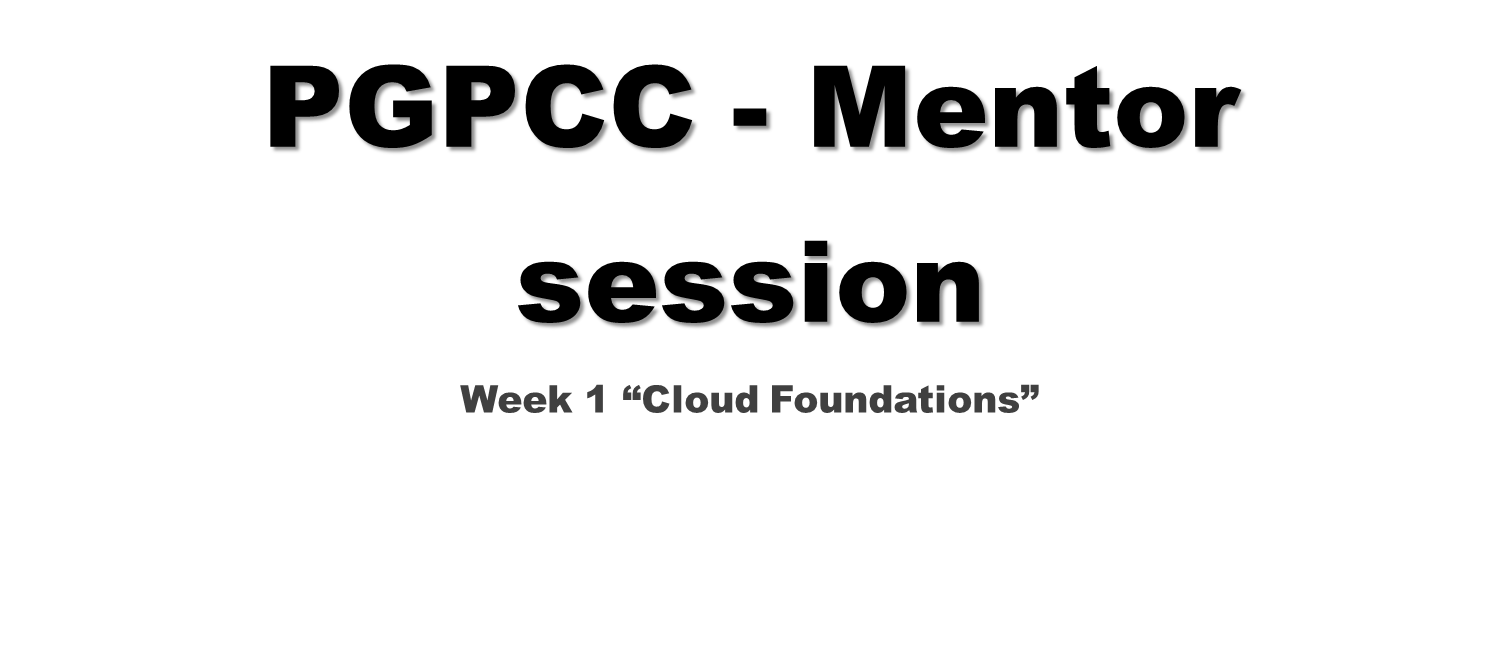 PGPCC - Mentor
session
Week 1 “Cloud Foundations”